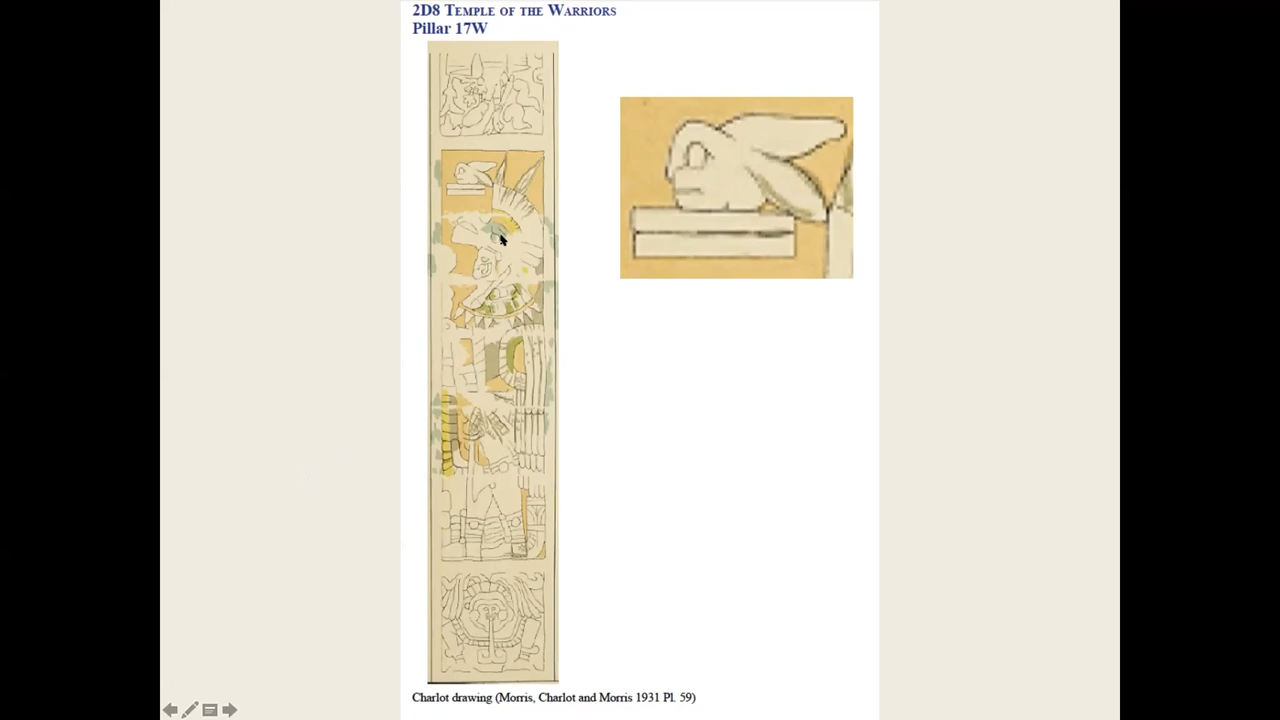 2D8 Temple of the Warriors
Pillar 17W
Charlot drawing (Morris, Charlot and Morris 1931 Pl. 59)